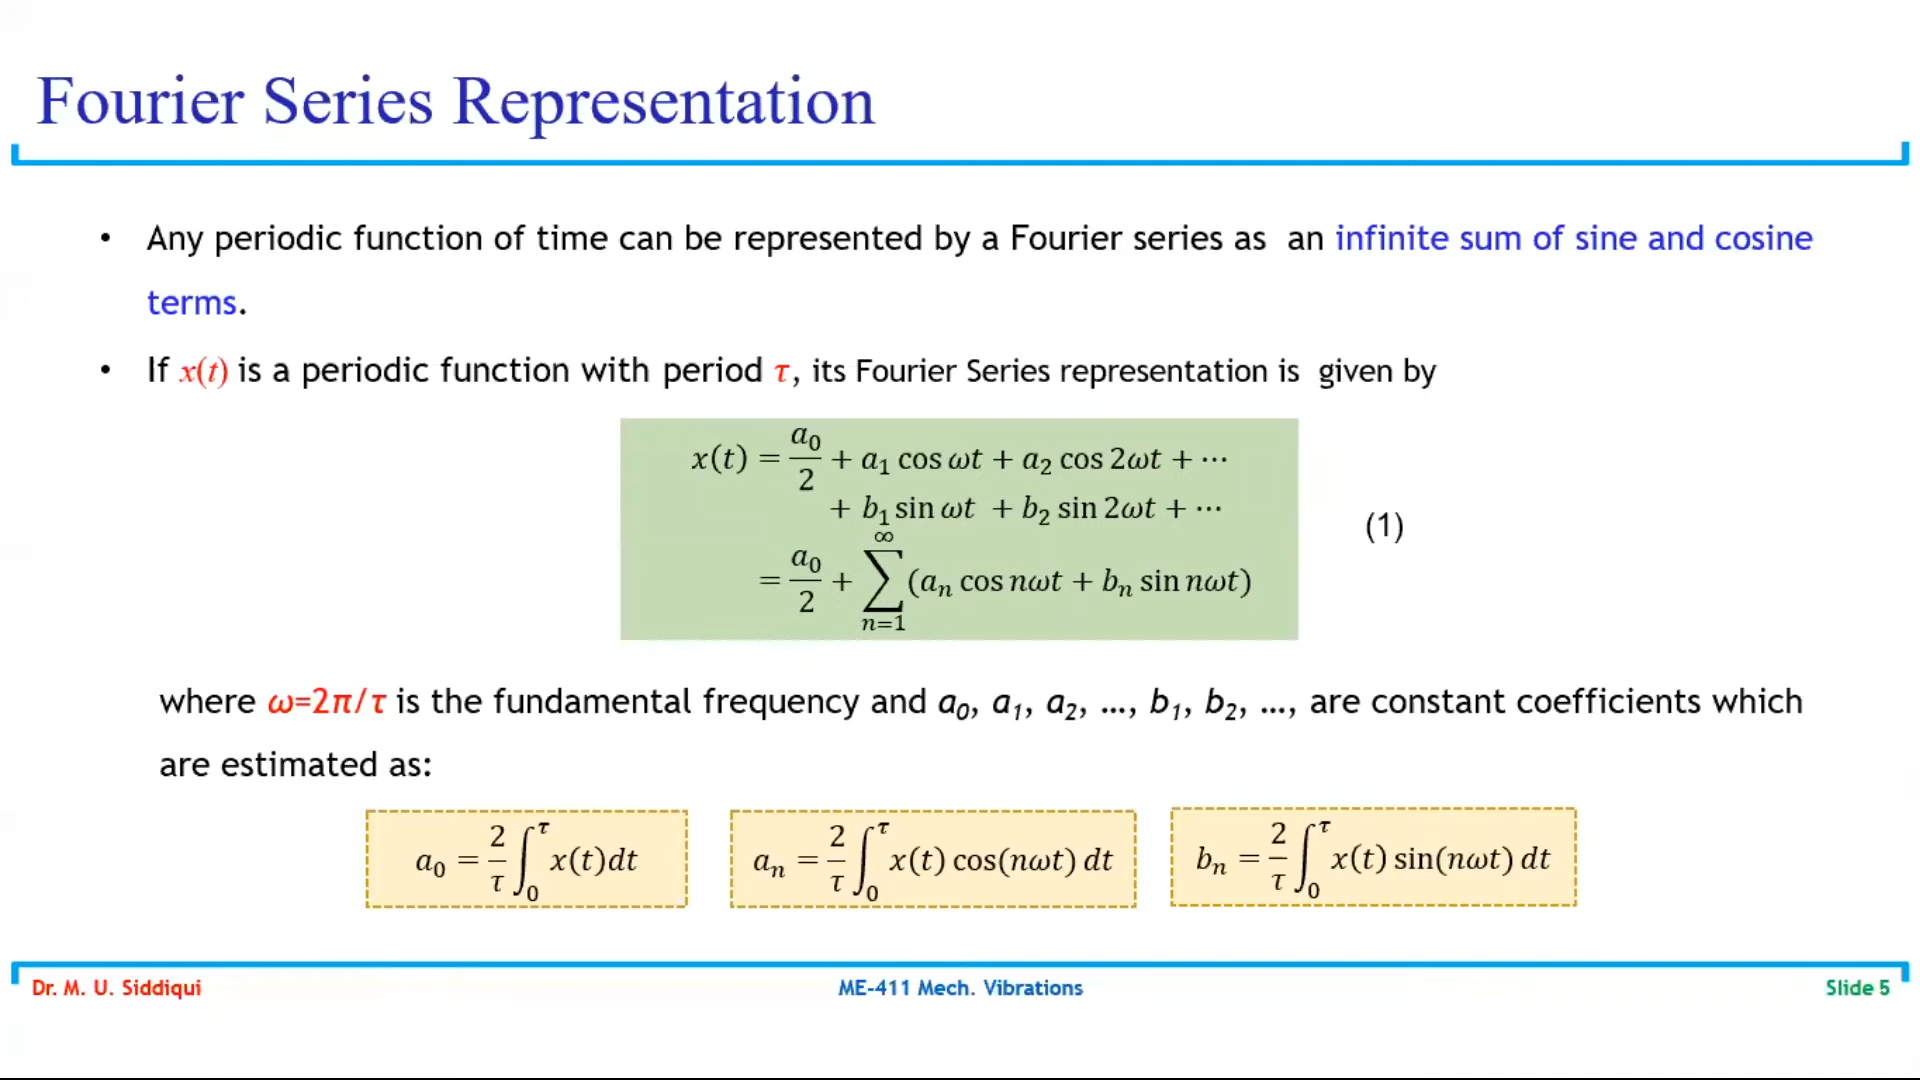 Fourier Series Representation
• Any periodic function of time can be represented by a Fourier series as an infinite sum of sine and cosine
terms.
• If x(t) is a periodic function with period τ, its Fourier Series representation is given by
x(t) = a₀/2 + a₁ cos ωt + a₂ cos 2ωt + ⋯
+ b₁ sin ωt + b₂ sin 2ωt + ⋯
= a₀/2 + ∑_{n=1}^{∞} (aₙ cos nωt + bₙ sin nωt)
(1)
where ω=2π/τ is the fundamental frequency and a₀, a₁, a₂, …, b₁, b₂, …, are constant coefficients which
are estimated as:
a₀ = 2/τ ∫₀^τ x(t)dt
aₙ = 2/τ ∫₀^τ x(t) cos(nωt) dt
bₙ = 2/τ ∫₀^τ x(t) sin(nωt) dt
Dr. M. U. Siddiqui
ME-411 Mech. Vibrations
Slide 5